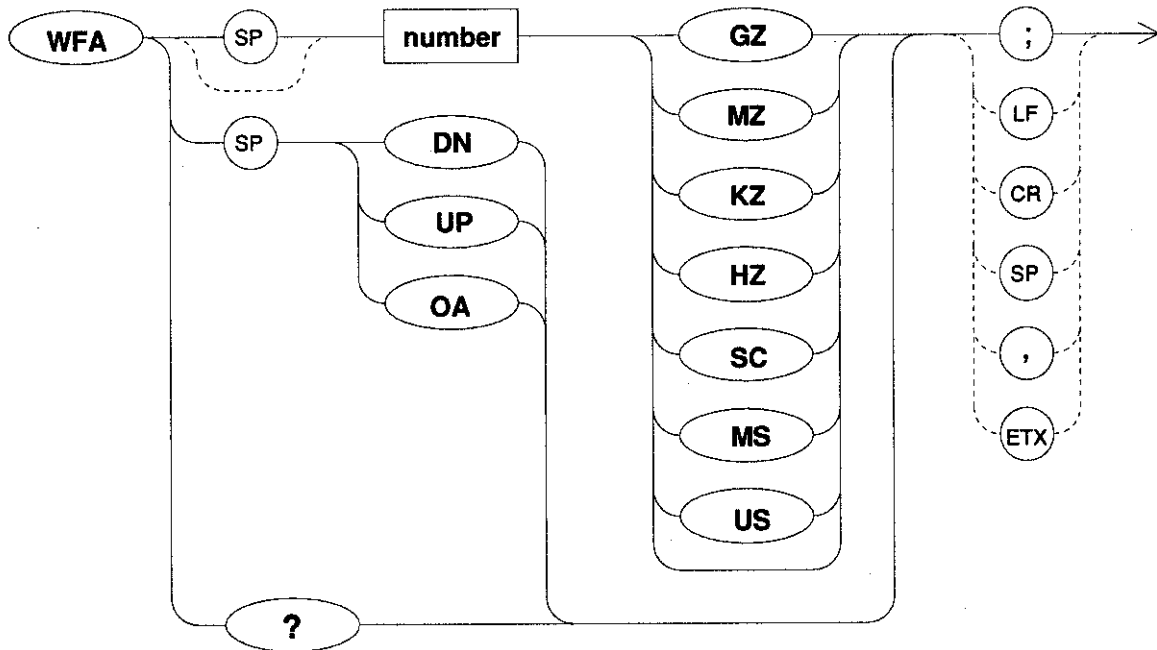 WFA SP number GZ ;
MZ LF
SP DN
KZ CR
UP
HZ SP
OA
SC ,
MS ETX
US
?